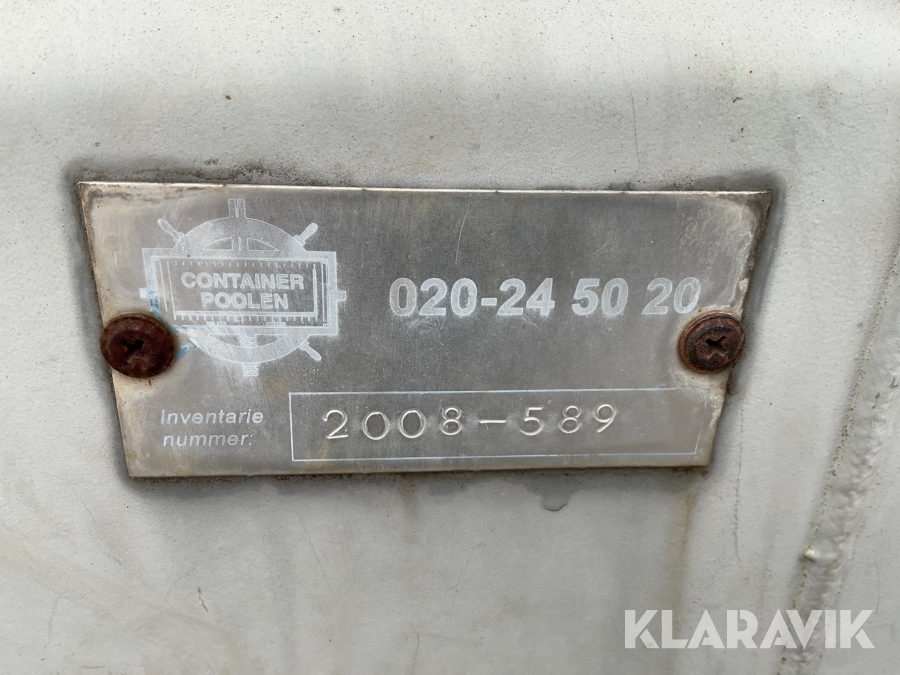 CONTAINER
POOLEN
020-24 50 20
Inventarie
nummer:
2008-589
KLARAVIK